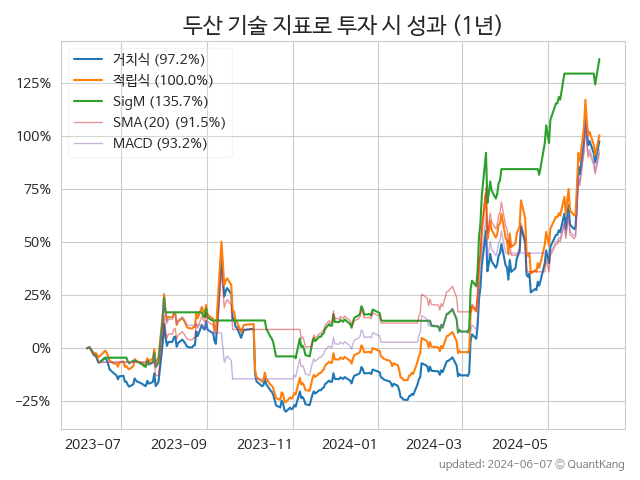 두산 기술 지표로 투자 시 성과 (1년)
거치식 (97.2%)
적립식 (100.0%)
SigM (135.7%)
SMA(20) (91.5%)
MACD (93.2%)
125%
100%
75%
50%
25%
0%
−25%
2023-07
2023-09
2023-11
2024-01
2024-03
2024-05
updated: 2024-06-07 © QuantKang